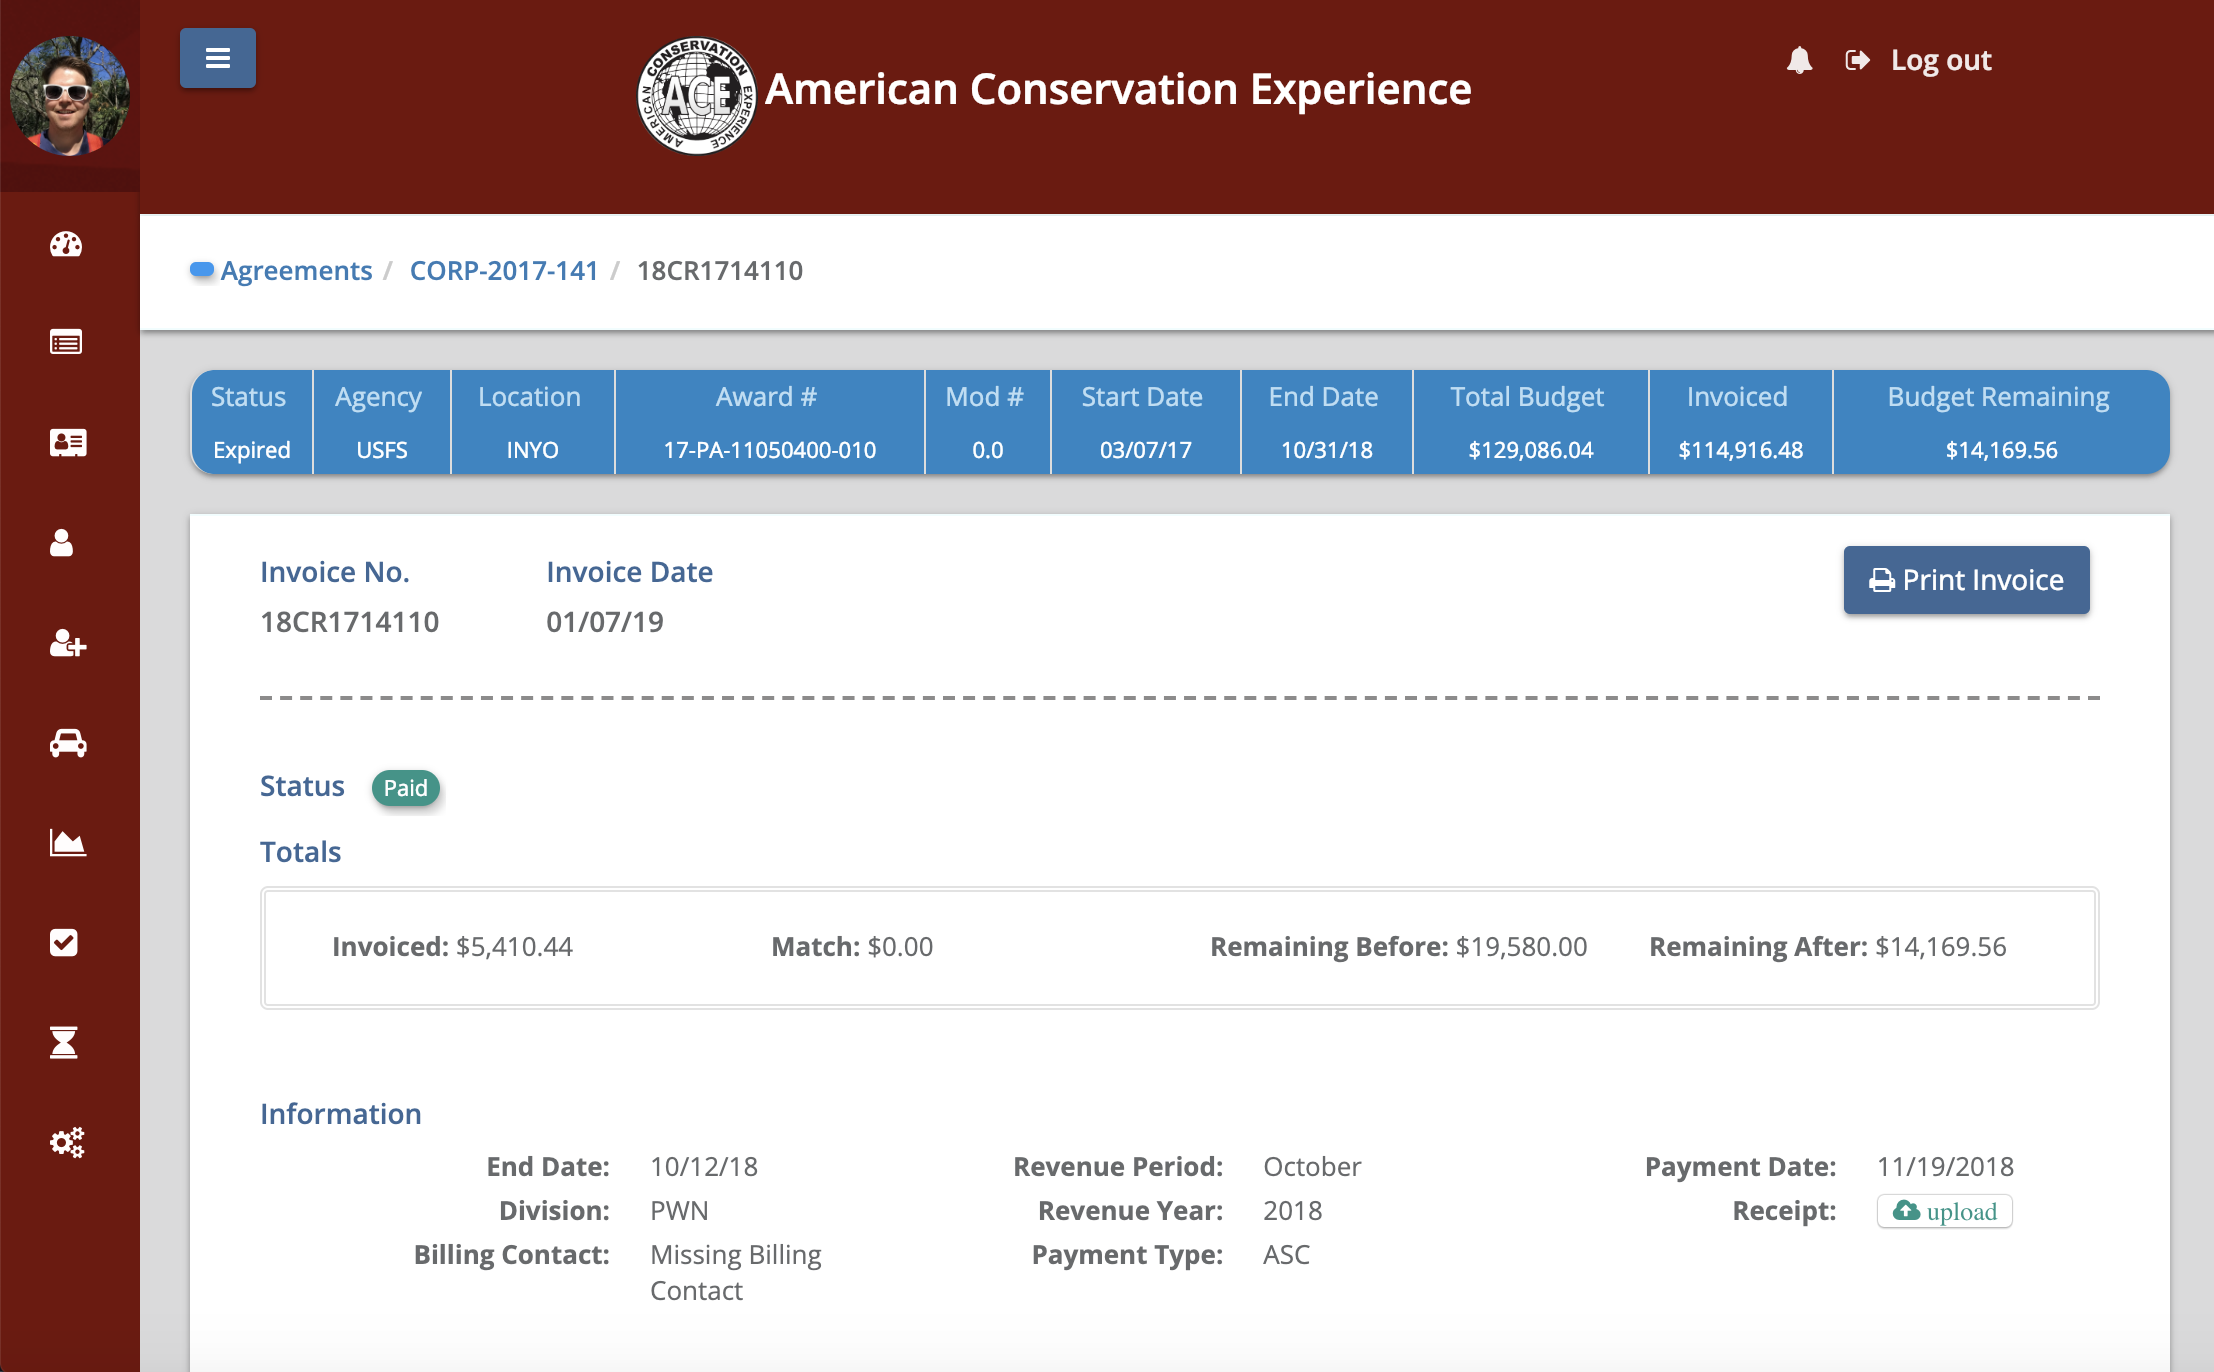 AMERICAN CONSERVATION EXPERIENCE
ACE
American Conservation Experience
Log out
Agreements / CORP-2017-141 / 18CR1714110
Status Agency Location Award # Mod # Start Date End Date Total Budget Invoiced Budget Remaining
Expired USFS INYO 17-PA-11050400-010 0.0 03/07/17 10/31/18 $129,086.04 $114,916.48 $14,169.56
Invoice No. Invoice Date
Print Invoice
18CR1714110 01/07/19
Status Paid
Totals
Invoiced: $5,410.44 Match: $0.00 Remaining Before: $19,580.00 Remaining After: $14,169.56
Information
End Date: 10/12/18 Revenue Period: October Payment Date: 11/19/2018
Division: PWN Revenue Year: 2018 Receipt: upload
Billing Contact: Missing Billing Payment Type: ASC
Contact